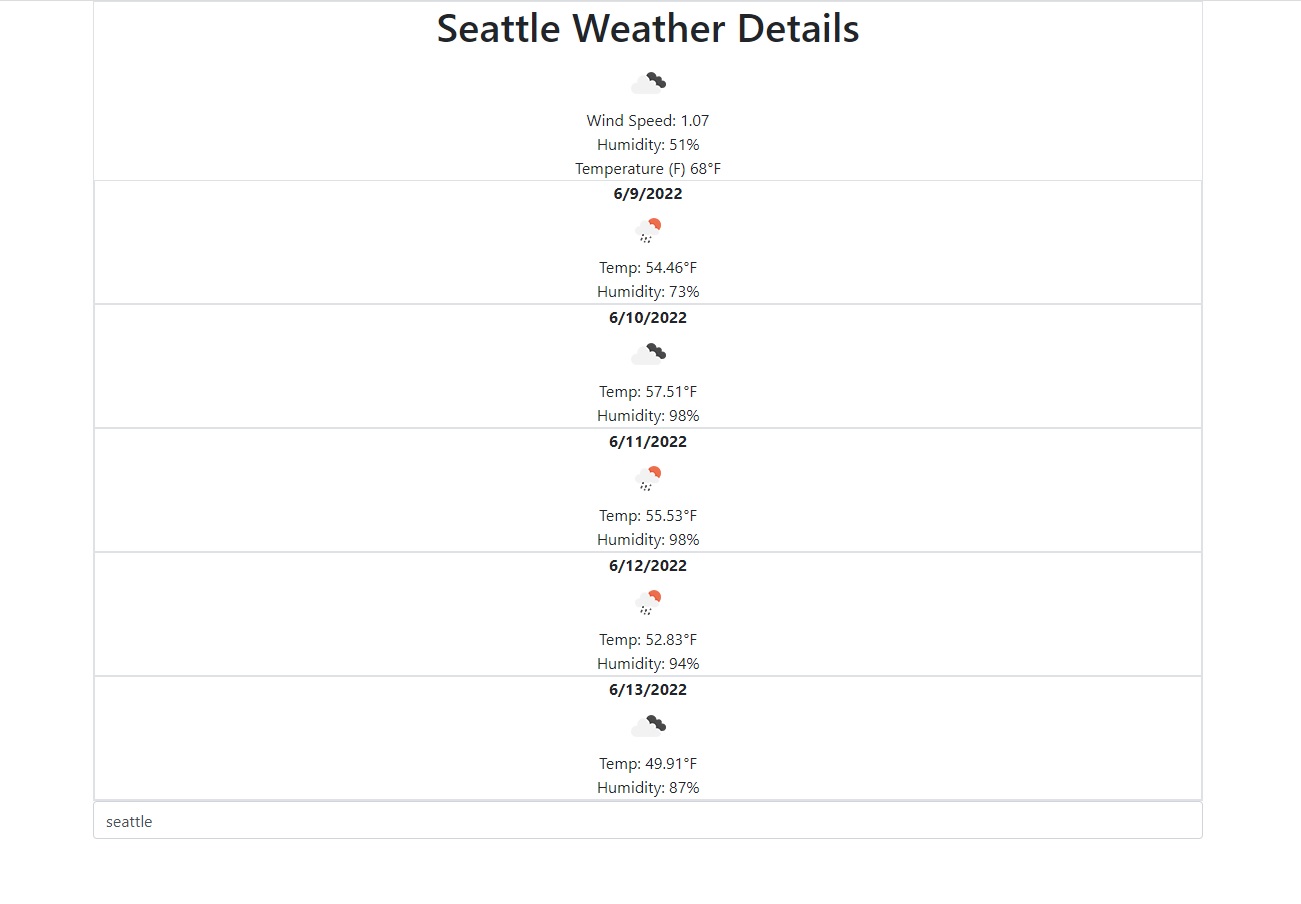 Seattle Weather Details
Wind Speed: 1.07
Humidity: 51%
Temperature (F) 68°F
6/9/2022
Temp: 54.46°F
Humidity: 73%
6/10/2022
Temp: 57.51°F
Humidity: 98%
6/11/2022
Temp: 55.53°F
Humidity: 98%
6/12/2022
Temp: 52.83°F
Humidity: 94%
6/13/2022
Temp: 49.91°F
Humidity: 87%
seattle